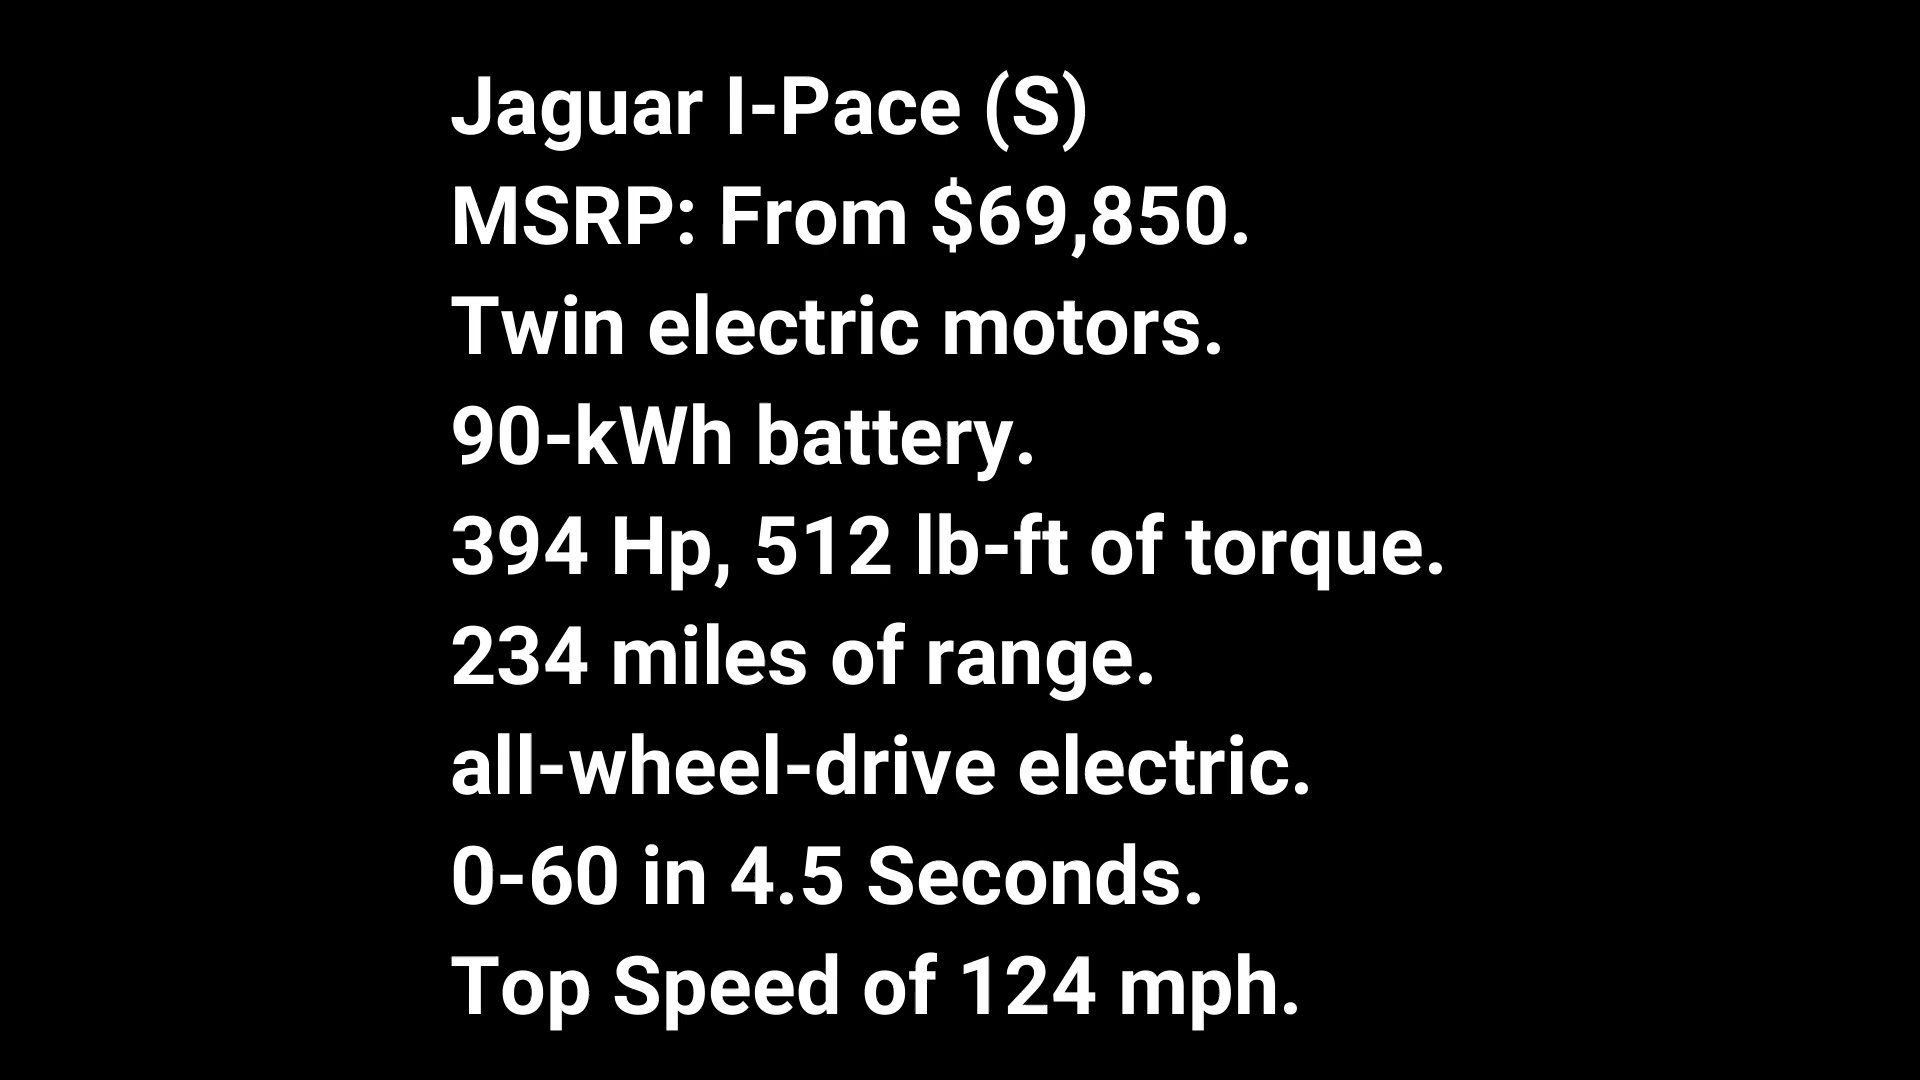 Jaguar I-Pace (S)
MSRP: From $69,850.
Twin electric motors.
90-kWh battery.
394 Hp, 512 lb-ft of torque.
234 miles of range.
all-wheel-drive electric.
0-60 in 4.5 Seconds.
Top Speed of 124 mph.